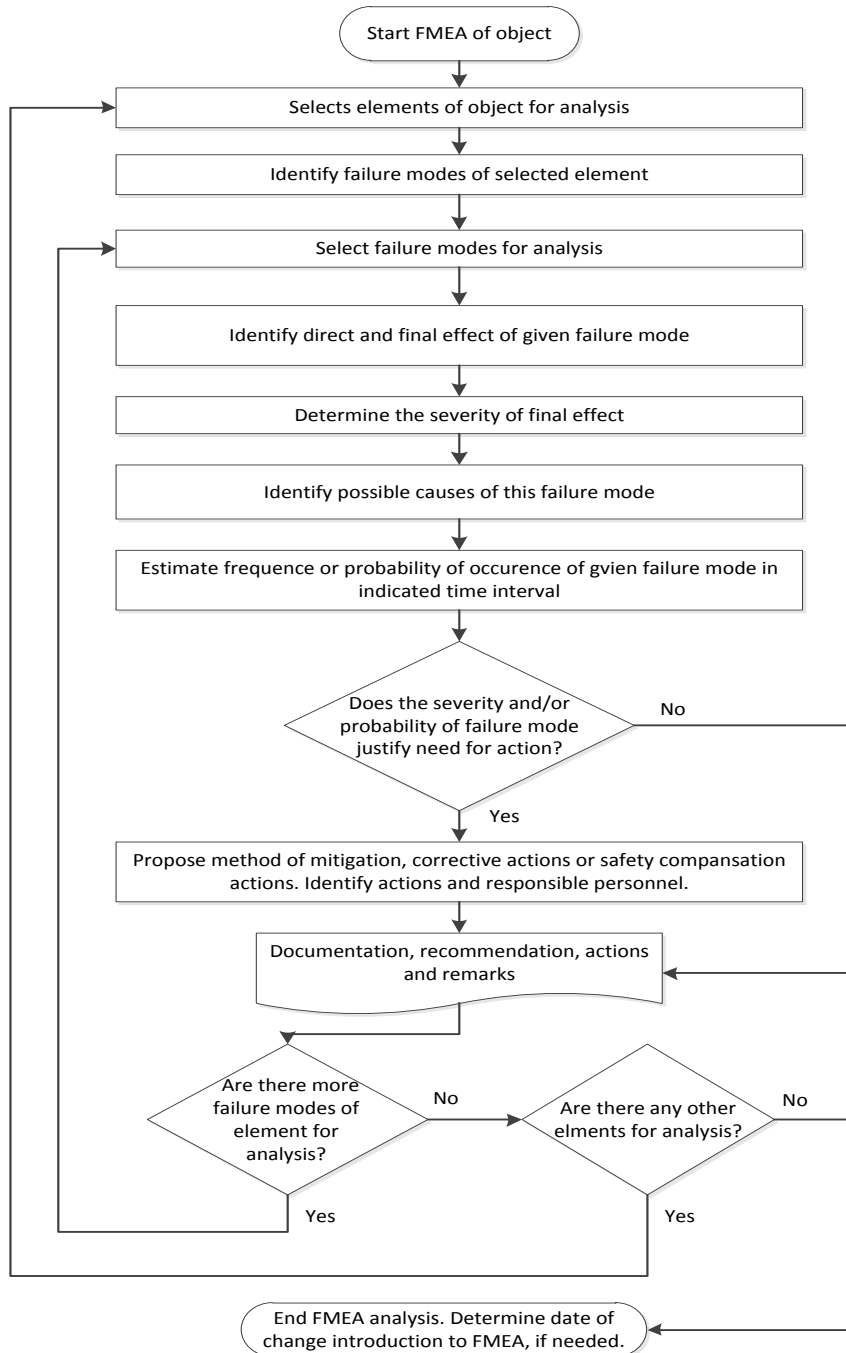 Start FMEA of object
Selects elements of object for analysis
Identify failure modes of selected element
Select failure modes for analysis
Identify direct and final effect of given failure mode
Determine the severity of final effect
Identify possible causes of this failure mode
Estimate frequence or probability of occurence of gvien failure mode in
indicated time interval
Does the severity and/or
probability of failure mode
justify need for action?
No
Yes
Propose method of mitigation, corrective actions or safety compansation
actions. Identify actions and responsible personnel.
Documentation, recommendation, actions
and remarks
Are there more
failure modes of
element for
analysis?
No
Yes
Are there any other
elments for analysis?
No
Yes
End FMEA analysis. Determine date of
change introduction to FMEA, if needed.